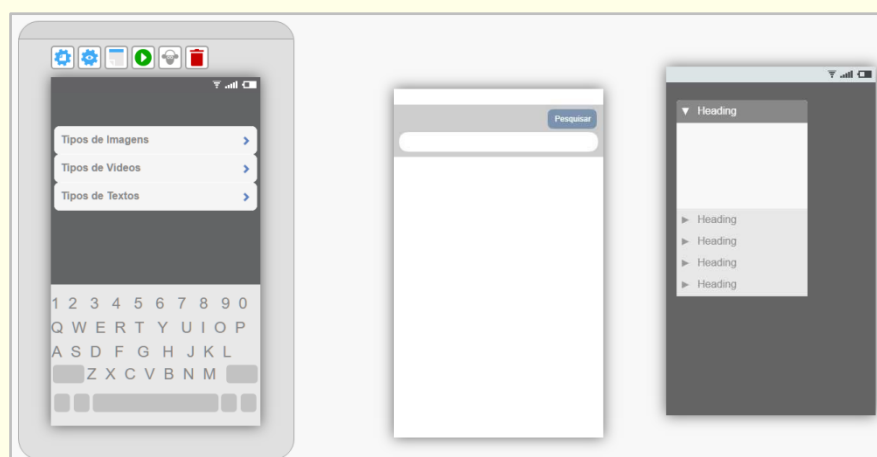 Tipos de Imagens
Tipos de Videos
Tipos de Textos
1 2 3 4 5 6 7 8 9 0
Q W E R T Y U I O P
A S D F G H J K L
Z X C V B N M
Pesquisar
Heading
Heading
Heading
Heading
Heading